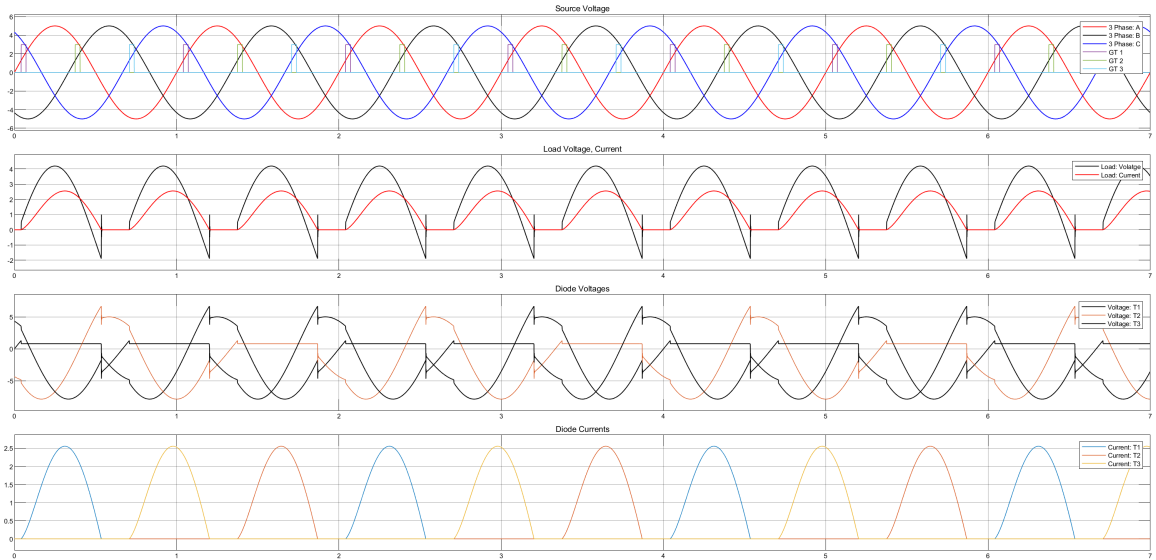 Source Voltage
6
4
2
0
-2
-4
-6
3 Phase: A
3 Phase: B
3 Phase: C
GT 1
GT 2
GT 3
0 1 2 3 4 5 6 7
Load Voltage, Current
4
3
2
1
0
-1
-2
Load: Volatge
Load: Current
0 1 2 3 4 5 6 7
Diode Voltages
5
0
-5
Voltage: T1
Voltage: T2
Voltage: T3
0 1 2 3 4 5 6 7
Diode Currents
2.5
2
1.5
1
0.5
0
Current: T1
Current: T2
Current: T3
0 1 2 3 4 5 6 7